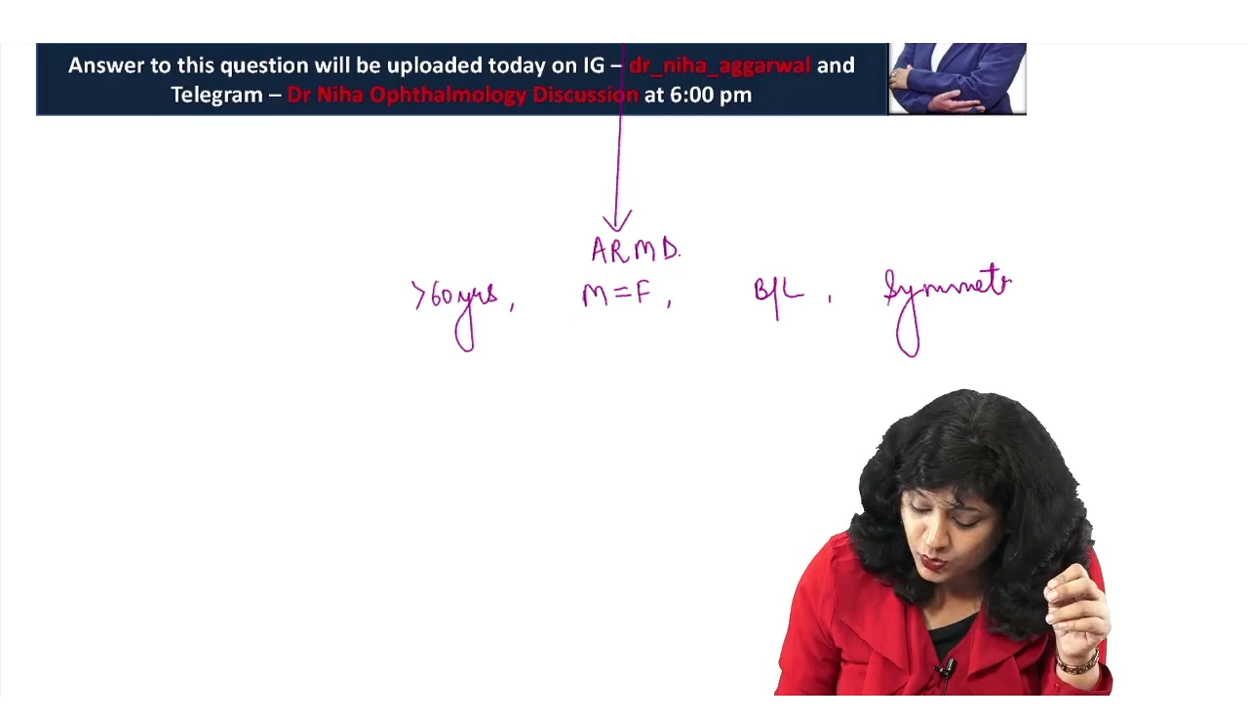 Answer to this question will be uploaded today on IG – dr_niha_aggarwal and
Telegram – Dr Niha Ophthalmology Discussion at 6:00 pm
ARMD.
>60yrs, M=F, B/L, Symmetr